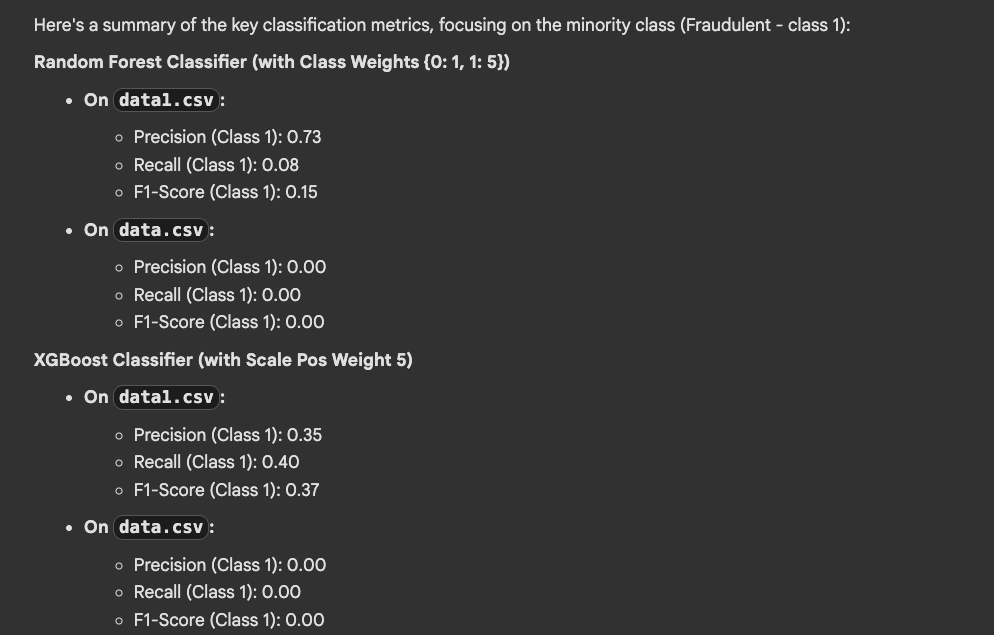 Here's a summary of the key classification metrics, focusing on the minority class (Fraudulent - class 1):
Random Forest Classifier (with Class Weights {0: 1, 1: 5})
• On data1.csv:
○ Precision (Class 1): 0.73
○ Recall (Class 1): 0.08
○ F1-Score (Class 1): 0.15
• On data.csv:
○ Precision (Class 1): 0.00
○ Recall (Class 1): 0.00
○ F1-Score (Class 1): 0.00
XGBoost Classifier (with Scale Pos Weight 5)
• On data1.csv:
○ Precision (Class 1): 0.35
○ Recall (Class 1): 0.40
○ F1-Score (Class 1): 0.37
• On data.csv:
○ Precision (Class 1): 0.00
○ Recall (Class 1): 0.00
○ F1-Score (Class 1): 0.00